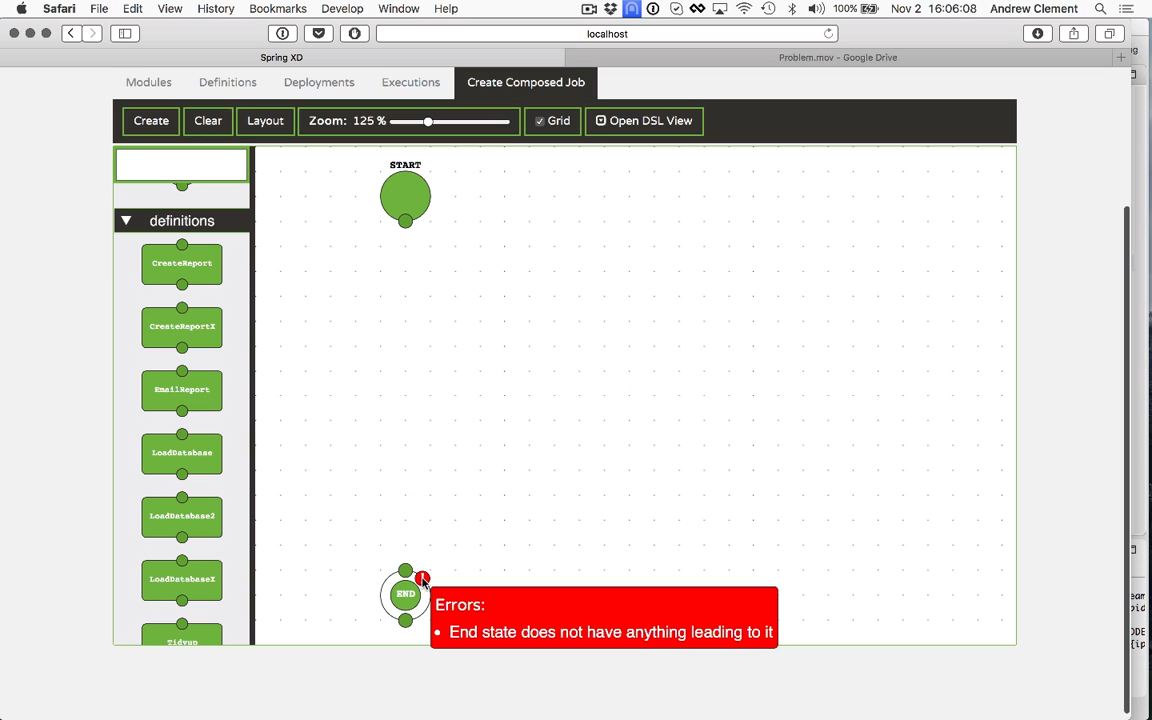 Safari File Edit View History Bookmarks Develop Window Help 100% Nov 2 16:06:08 Andrew Clement
localhost
Spring XD Problem.mov - Google Drive
Modules Definitions Deployments Executions Create Composed Job
Create Clear Layout Zoom: 125 % Grid Open DSL View
START
definitions
CreateReport
CreateReportX
EmailReport
LoadDatabase
LoadDatabase2
LoadDatabaseX
Tidyup
END
Errors:
• End state does not have anything leading to it